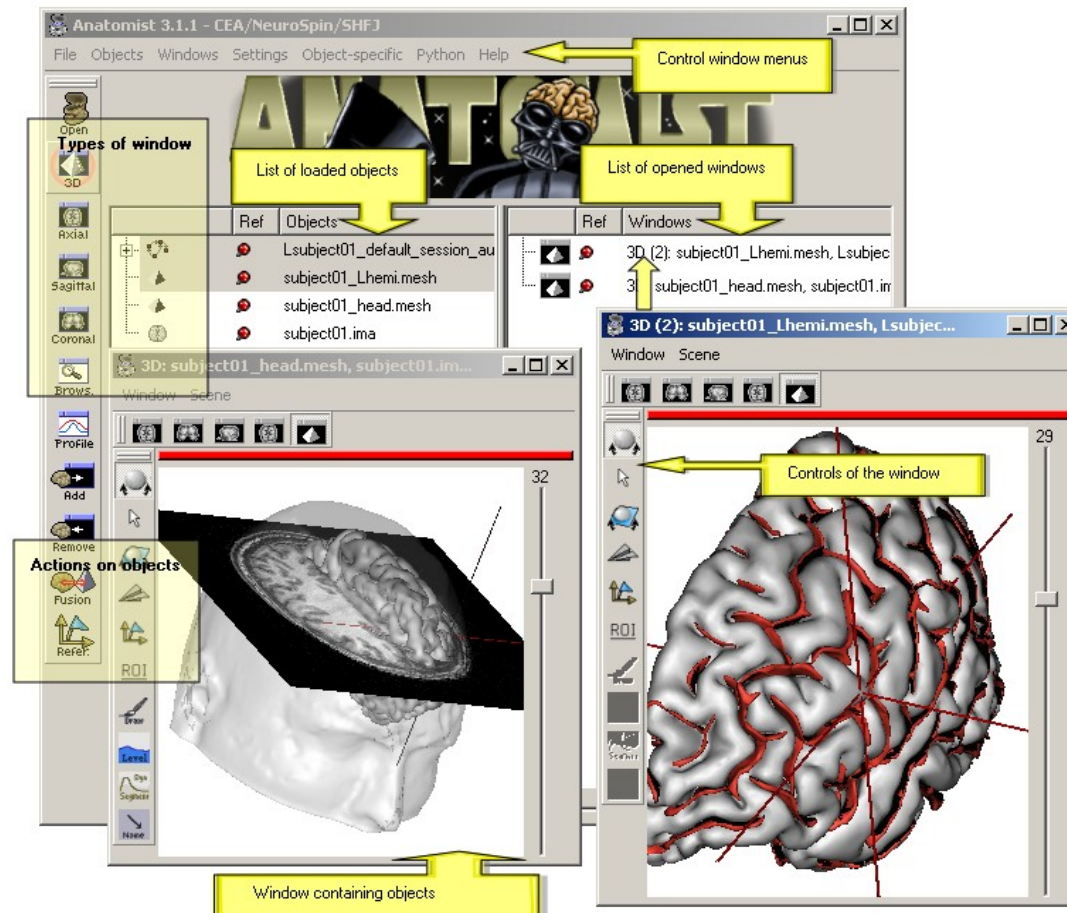 Anatomist 3.1.1 - CEA/NeuroSpin/SHFJ
File Objects Windows Settings Object-specific Python Help
Control window menus
ANATOMIST
Open
Types of window
3D
Axial
Sagittal
Coronal
Brows.
Profile
Add
Remove
Actions on objects
Fusion
Refer.
List of loaded objects
List of opened windows
Ref Objects
Lsubject01_default_session_au
subject01_Lhemi.mesh
subject01_head.mesh
subject01.ima
Ref Windows
3D (2): subject01_Lhemi.mesh, Lsubjec
subject01_head.mesh, subject01.im
3D: subject01_head.mesh, subject01.im...
Window Scene
32
ROI
Draw
Level
Name
Window containing objects
3D (2): subject01_Lhemi.mesh, Lsubjec...
Window Scene
29
Controls of the window
ROI